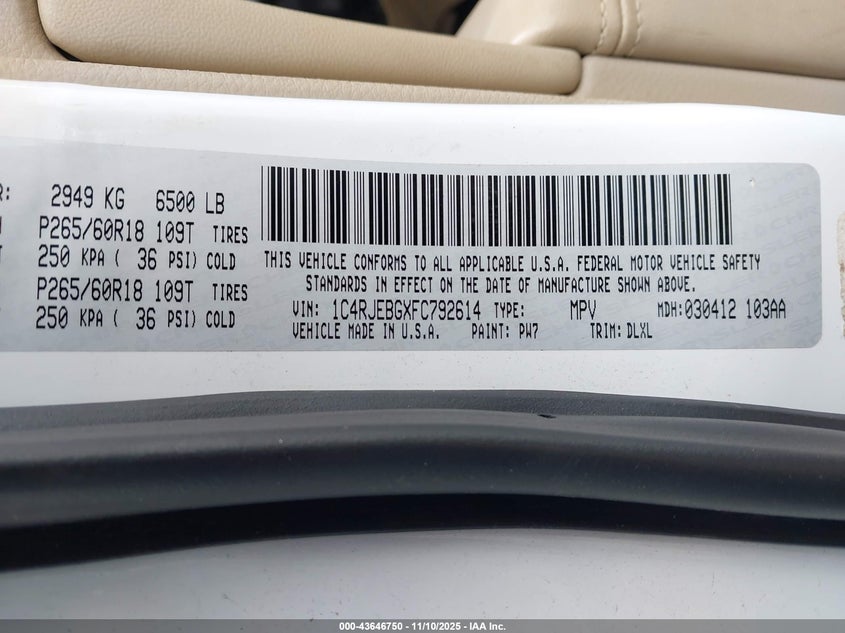 R: 2949 KG 6500 LB
P265/60R18 109T TIRES
250 KPA ( 36 PSI) COLD
P265/60R18 109T TIRES
250 KPA ( 36 PSI) COLD
THIS VEHICLE CONFORMS TO ALL APPLICABLE U.S.A. FEDERAL MOTOR VEHICLE SAFETY
STANDARDS IN EFFECT ON THE DATE OF MANUFACTURE SHOWN ABOVE.
VIN: 1C4RJEBGXFC792614 TYPE: MPV MDH: 030412 103AA
VEHICLE MADE IN U.S.A. PAINT: PW7 TRIM: DLXL
000-43646750 — 11/10/2025 — IAA Inc.